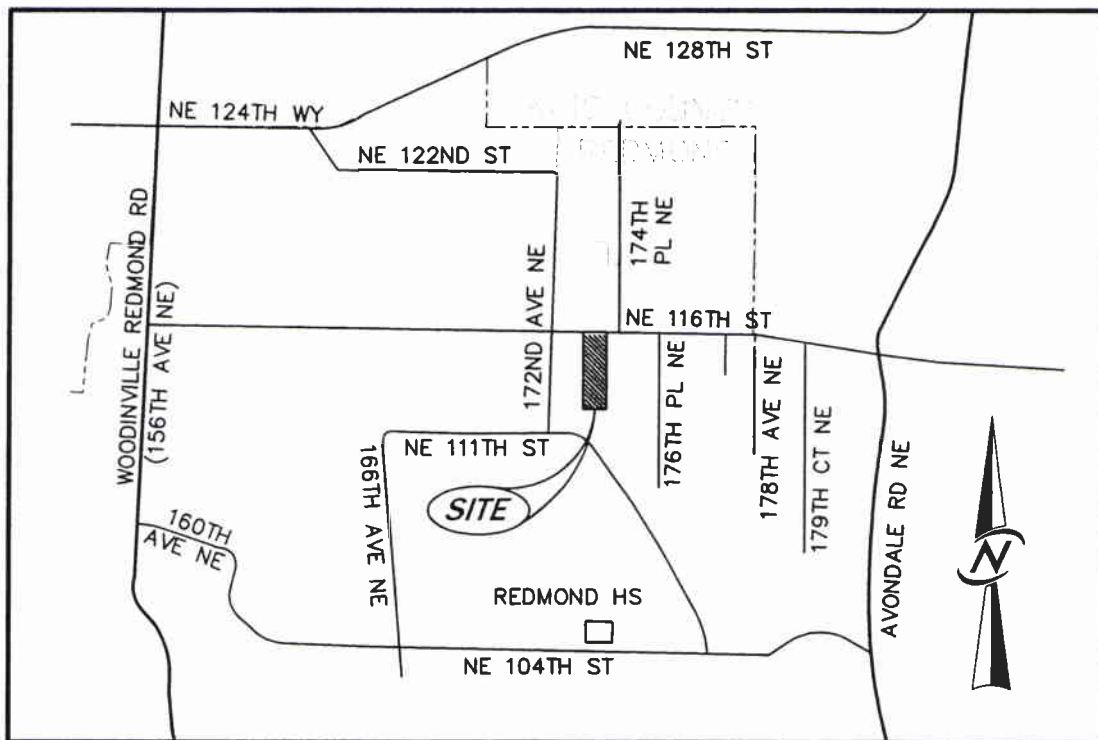 NE 128TH ST
NE 124TH WY
NE 122ND ST
REDMOND
174TH
PL NE
WOODINVILLE REDMOND RD
(156TH AVE NE)
172ND AVE NE
NE 116TH ST
176TH PL NE
178TH AVE NE
179TH CT NE
AVONDALE RD NE
NE 111TH ST
166TH AVE NE
SITE
160TH
AVE NE
N
REDMOND HS
NE 104TH ST